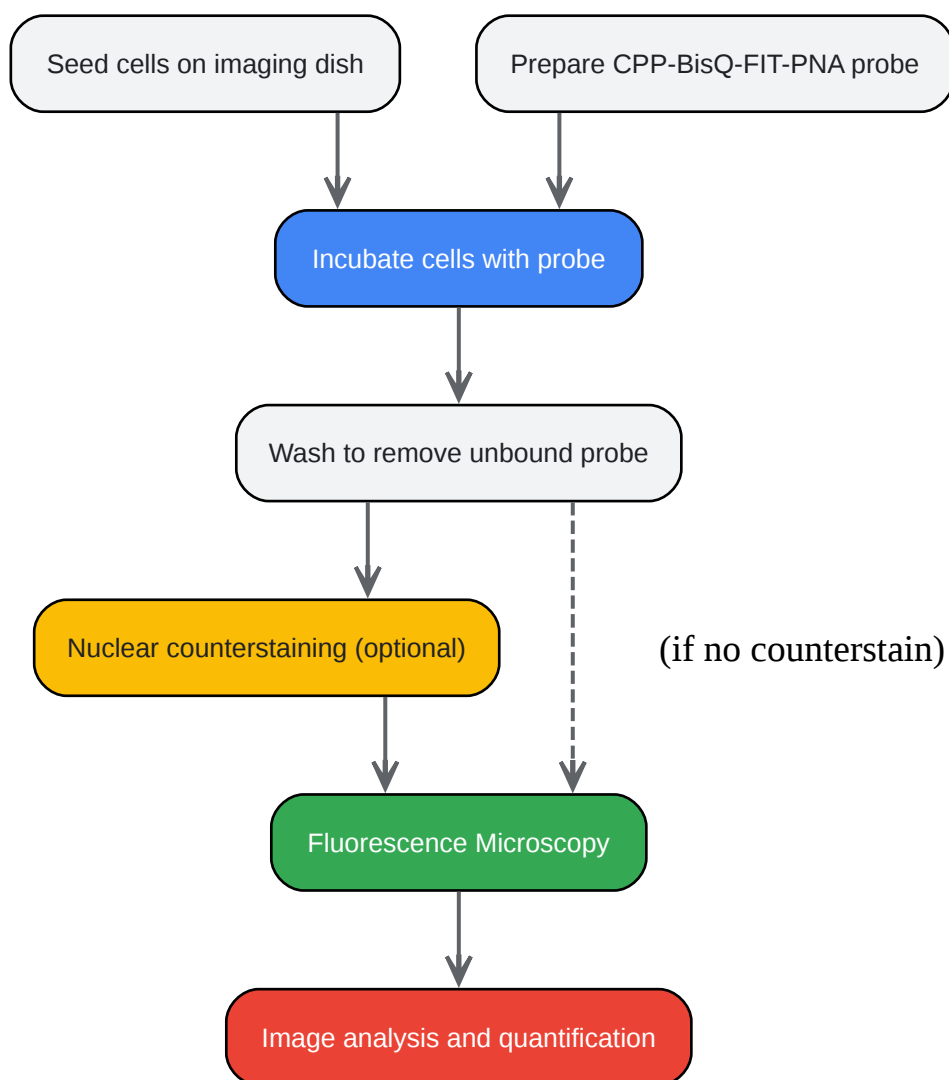 Seed cells on imaging dish
Prepare CPP-BisQ-FIT-PNA probe
Incubate cells with probe
Wash to remove unbound probe
Nuclear counterstaining (optional)
(if no counterstain)
Fluorescence Microscopy
Image analysis and quantification